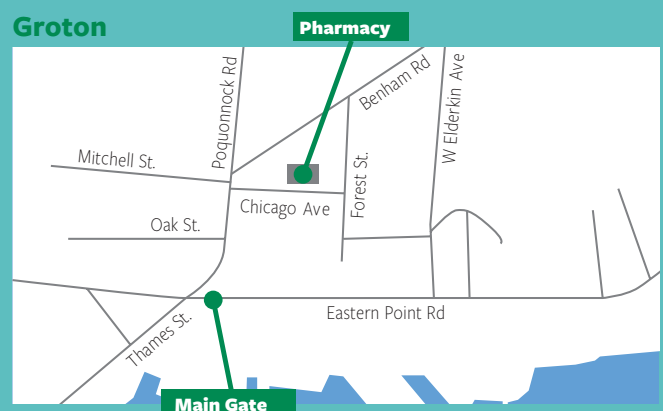 Groton
Pharmacy
Poquonnock Rd
Benham Rd
W Elderkin Ave
Mitchell St.
Forest St.
Chicago Ave
Oak St.
Eastern Point Rd
Thames St.
Main Gate